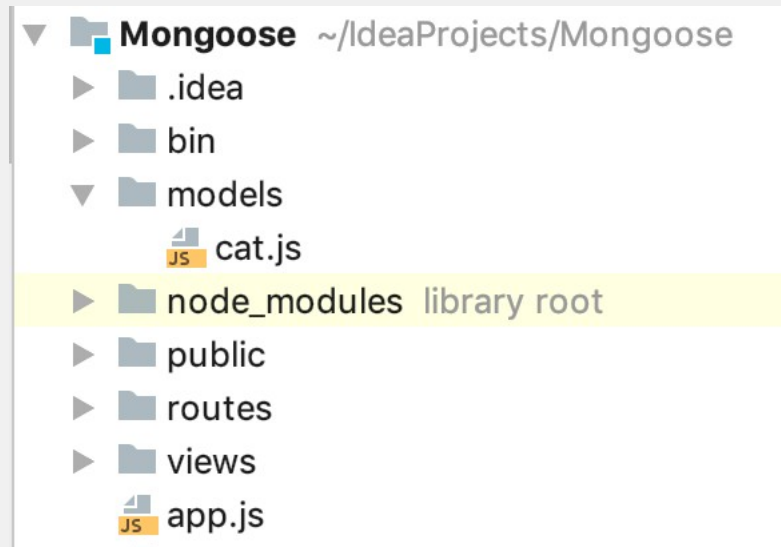 Mongoose ~/IdeaProjects/Mongoose
.idea
bin
models
JS cat.js
node_modules library root
public
routes
views
JS app.js